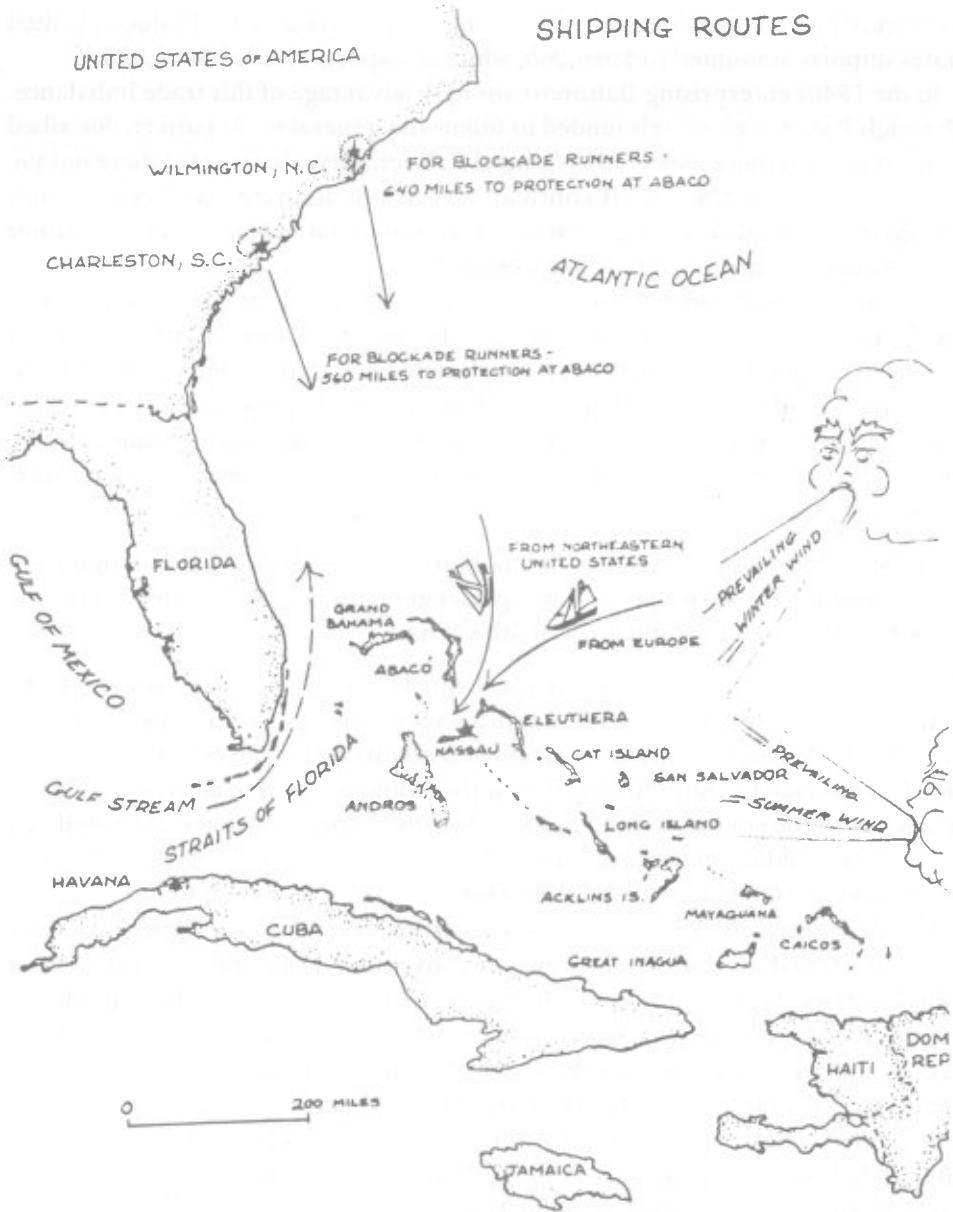 SHIPPING ROUTES
UNITED STATES OF AMERICA
WILMINGTON, N.C.
FOR BLOCKADE RUNNERS -
640 MILES TO PROTECTION AT ABACO
CHARLESTON, S.C.
ATLANTIC OCEAN
FOR BLOCKADE RUNNERS -
560 MILES TO PROTECTION AT ABACO
FLORIDA
GULF OF MEXICO
FROM NORTHEASTERN
UNITED STATES
PREVAILING
WINTER WIND
GRAND
BAHAMA
FROM EUROPE
ABACO
ELEUTHERA
NASSAU
CAT ISLAND
SAN SALVADOR
PREVAILING
SUMMER WIND
GULF STREAM
STRAITS OF FLORIDA
ANDROS
LONG ISLAND
HAVANA
ACKLINS IS.
MAYAGUANA
CUBA
CAICOS
GREAT INAGUA
HAITI
DOM
REP
0 200 MILES
JAMAICA